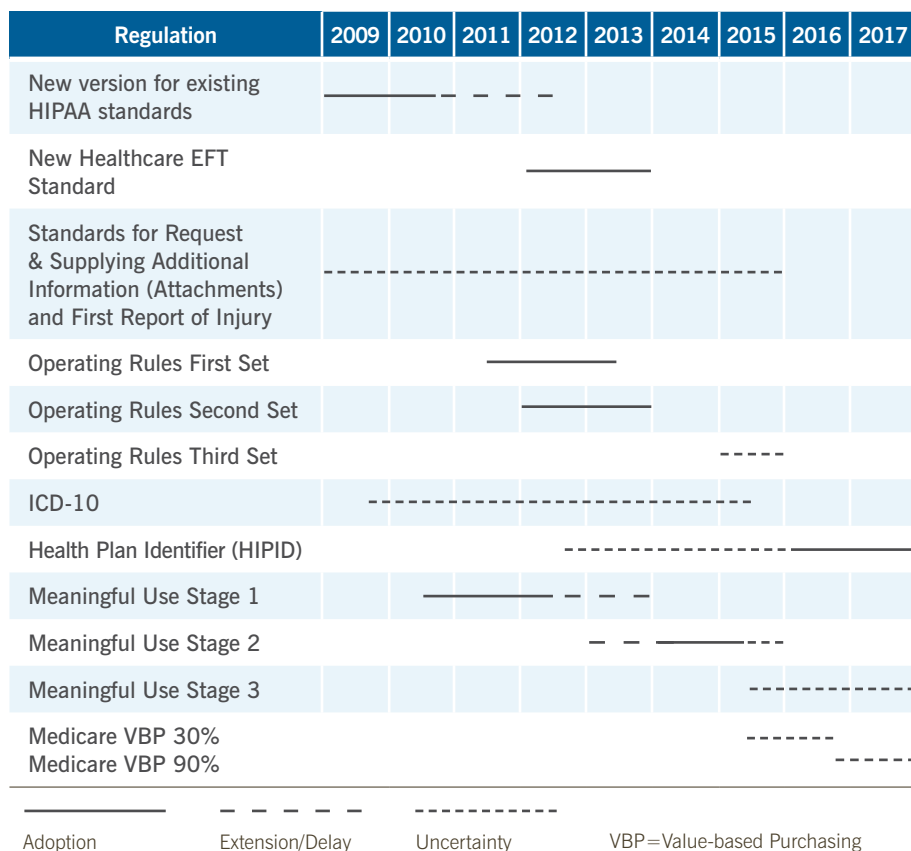 Regulation 2009 2010 2011 2012 2013 2014 2015 2016 2017
New version for existing
HIPAA standards
New Healthcare EFT
Standard
Standards for Request
& Supplying Additional
Information (Attachments)
and First Report of Injury
Operating Rules First Set
Operating Rules Second Set
Operating Rules Third Set
ICD-10
Health Plan Identifier (HIPID)
Meaningful Use Stage 1
Meaningful Use Stage 2
Meaningful Use Stage 3
Medicare VBP 30%
Medicare VBP 90%
Adoption Extension/Delay Uncertainty VBP=Value-based Purchasing